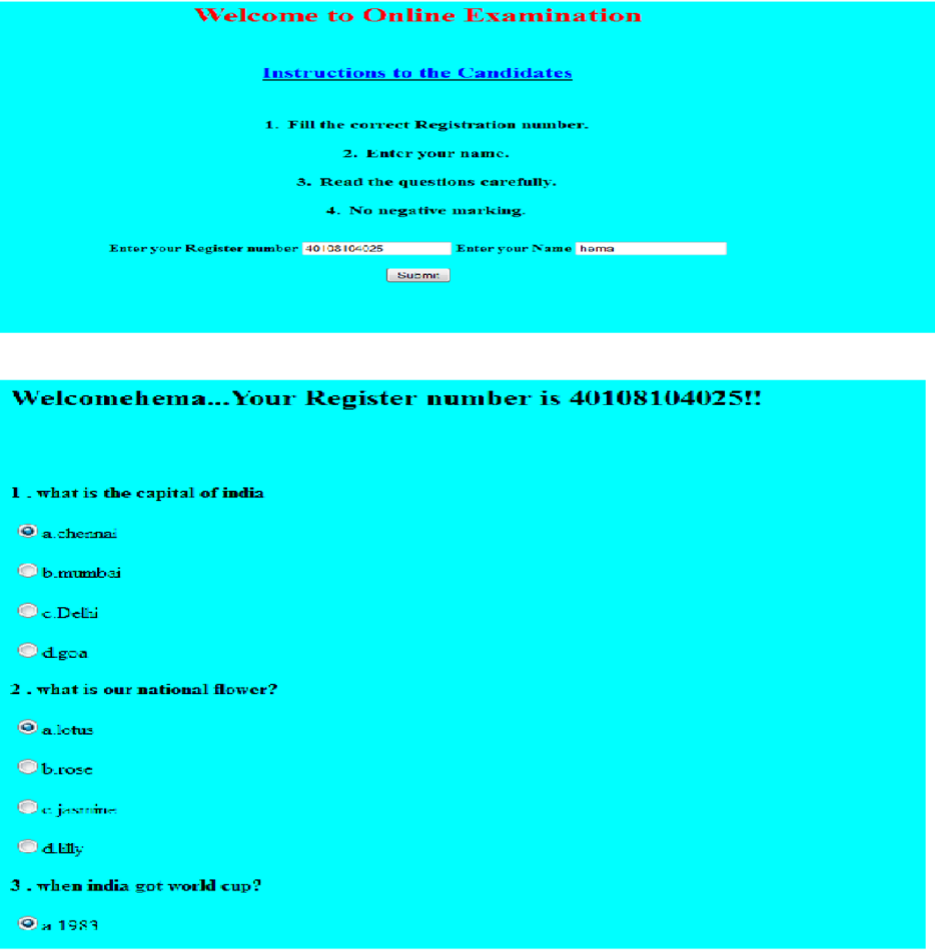 Welcome to Online Examination
Instructions to the Candidates
1. Fill the correct Registration number.
2. Enter your name.
3. Read the questions carefully.
4. No negative marking.
Enter your Register number 40108104025 Enter your Name hema
Submit
Welcomehema...Your Register number is 40108104025!!
1 . what is the capital of india
a.chennai
b.mumbai
c.Delhi
d.goa
2 . what is our national flower?
a.lotus
b.rose
c.jasmine
d.lilly
3 . when india got world cup?
a.1983